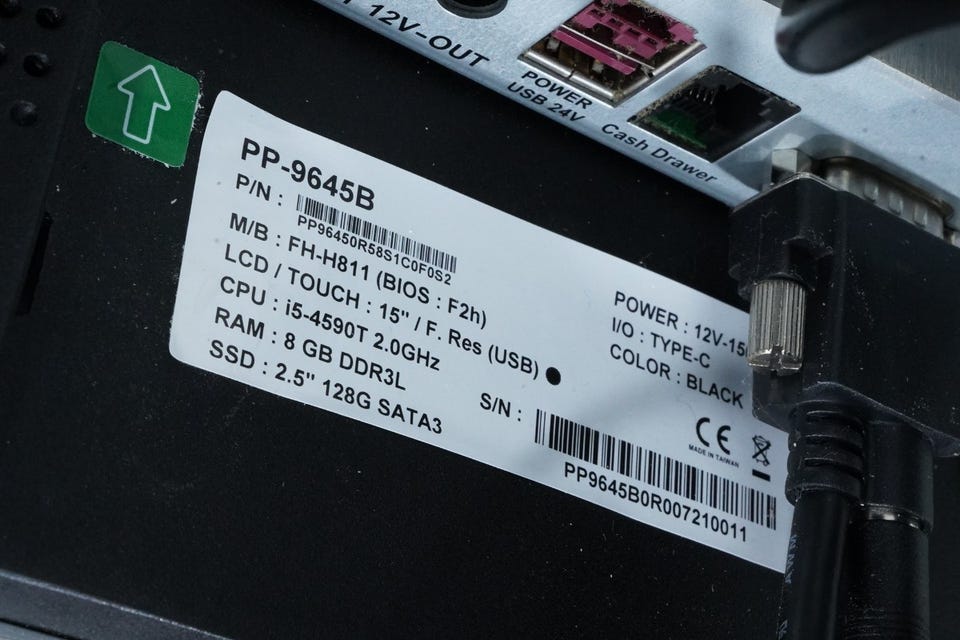 12V-OUT
POWER
USB 24V
Cash Drawer
PP-9645B
P/N :
PP96450R58S1C0F0S2
M/B : FH-H811 (BIOS : F2h)
LCD / TOUCH : 15" / F. Res (USB)
CPU : i5-4590T 2.0GHz
RAM : 8 GB DDR3L
SSD : 2.5" 128G SATA3
POWER : 12V-15
I/O : TYPE-C
COLOR : BLACK
S/N :
CE
MADE IN TAIWAN
PP9645B0R007210011